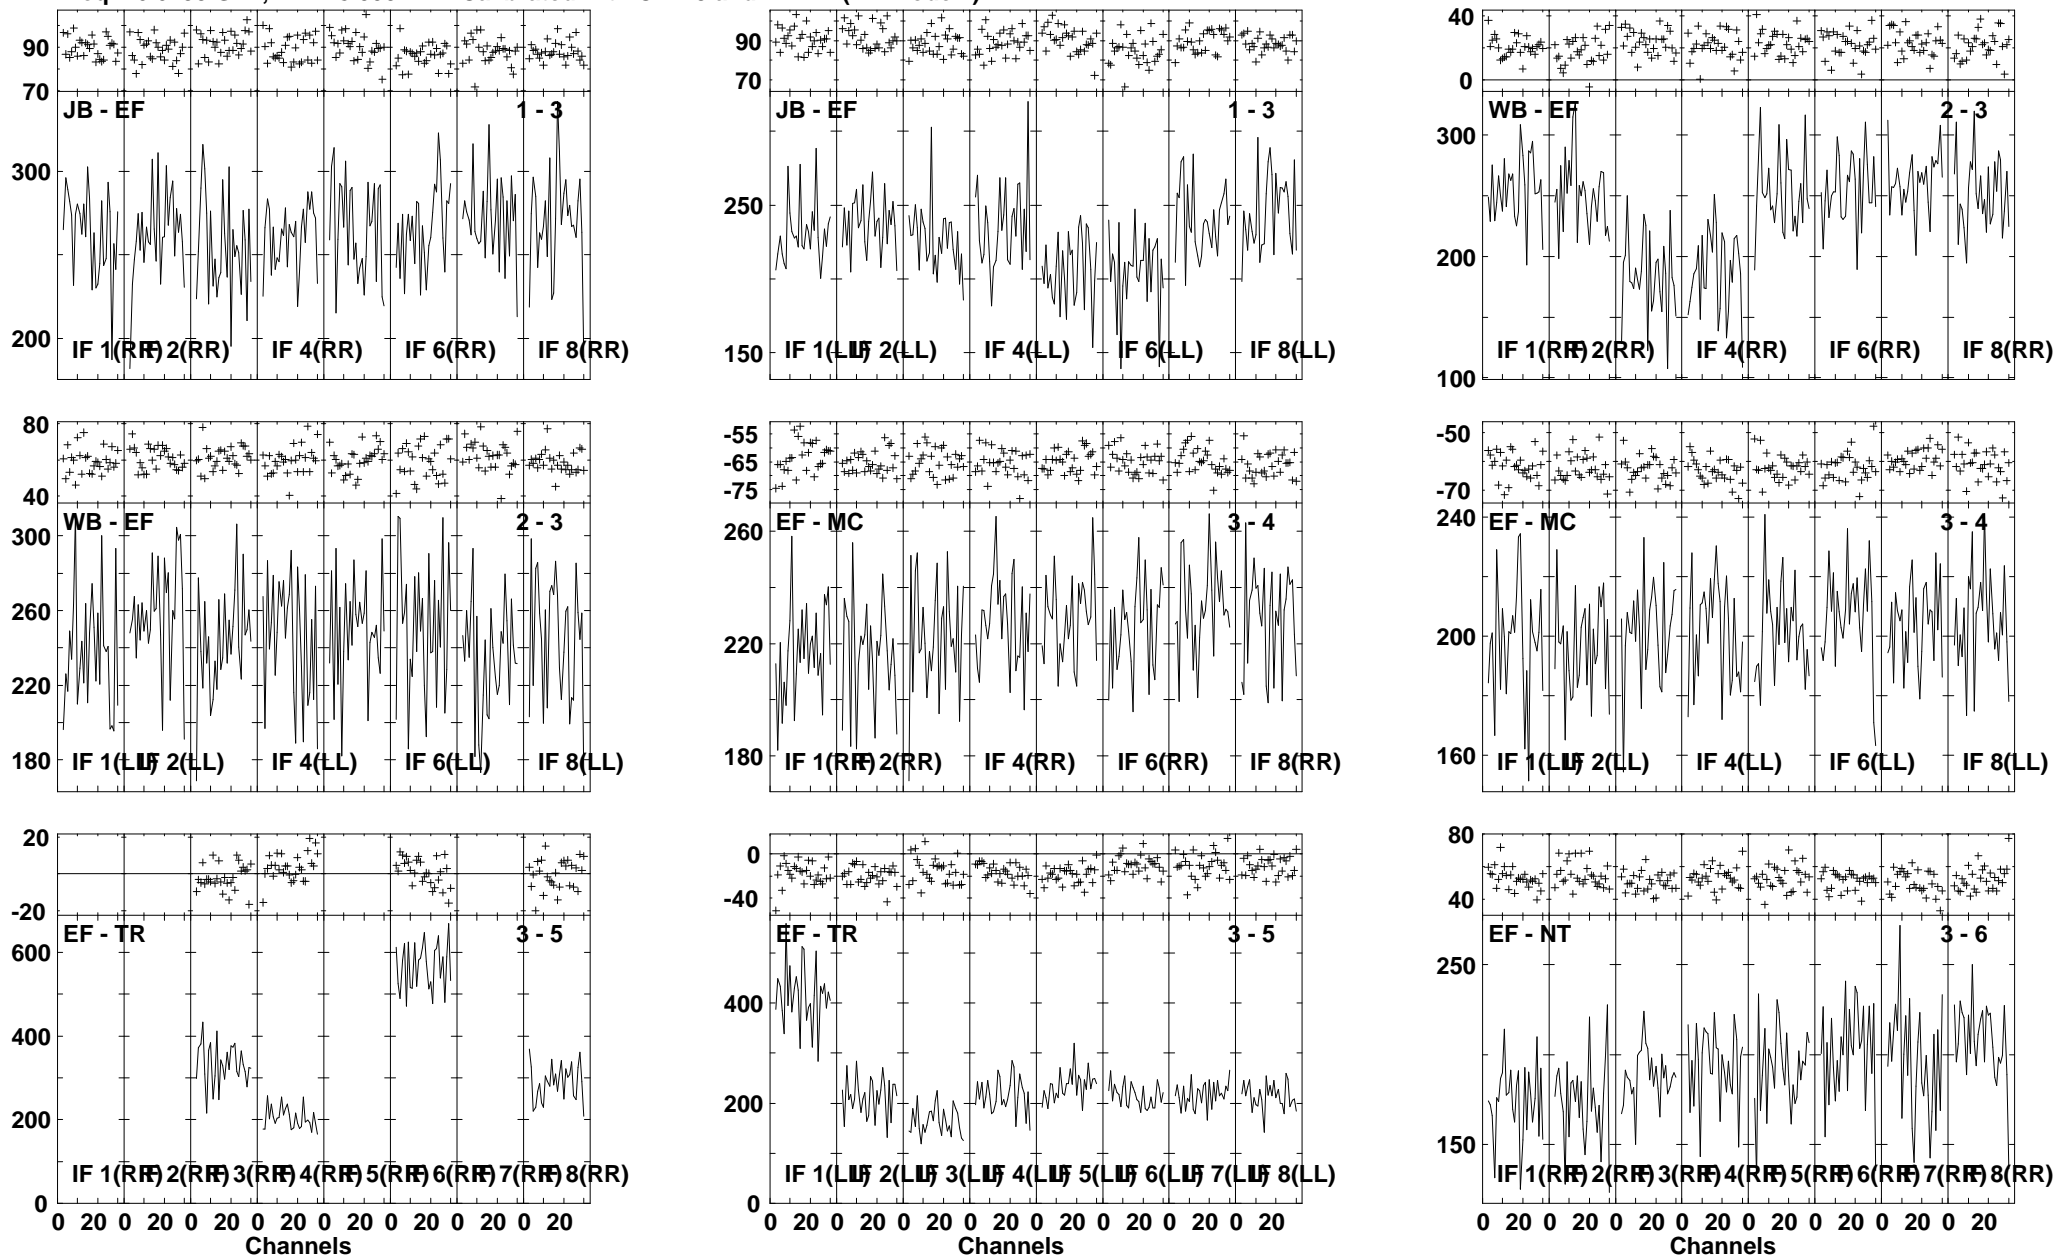 90
70
JB - EF 1 - 3
300
200
IF 1(RR) IF 2(RR) IF 4(RR) IF 6(RR) IF 8(RR)
90
70
JB - EF 1 - 3
250
150
IF 1(LL) IF 2(LL) IF 4(LL) IF 6(LL) IF 8(LL)
40
0
WB - EF 2 - 3
300
200
100
IF 1(RR) IF 2(RR) IF 4(RR) IF 6(RR) IF 8(RR)
80
40
WB - EF 2 - 3
300
260
220
180
IF 1(LL) IF 2(LL) IF 4(LL) IF 6(LL) IF 8(LL)
-55
-65
-75
EF - MC 3 - 4
260
220
180
IF 1(RR) IF 2(RR) IF 4(RR) IF 6(RR) IF 8(RR)
-50
-70
EF - MC 3 - 4
240
200
160
IF 1(LL) IF 2(LL) IF 4(LL) IF 6(LL) IF 8(LL)
20
-20
EF - TR 3 - 5
600
400
200
0
IF 1(RR) IF 2(RR) IF 3(RR) IF 4(RR) IF 5(RR) IF 6(RR) IF 7(RR) IF 8(RR)
0 20 0 20 0 20 0 20 0 20 0 20 0 20 0 20
Channels
0
-40
EF - TR 3 - 5
400
200
0
IF 1(LL) IF 2(LL) IF 3(LL) IF 4(LL) IF 5(LL) IF 6(LL) IF 7(LL) IF 8(LL)
0 20 0 20 0 20 0 20 0 20 0 20 0 20 0 20
Channels
80
40
EF - NT 3 - 6
250
150
IF 1(RR) IF 2(RR) IF 3(RR) IF 4(RR) IF 5(RR) IF 6(RR) IF 7(RR) IF 8(RR)
0 20 0 20 0 20 0 20 0 20 0 20 0 20 0 20
Channels